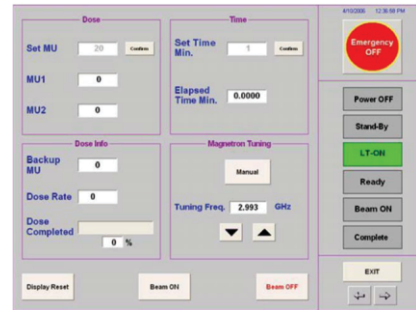 4/10/2008 12:36:58 PM
Dose
Set MU 20 Confirm
MU1 0
MU2 0
Time
Set Time Min. 1 Confirm
Elapsed Time Min. 0.0000
Dose Info
Backup MU 0
Dose Rate 0
Dose Completed
0 %
Magnetron Tuning
Manual
Tuning Freq. 2.993 GHz
Display Reset
Beam ON
Beam OFF
Emergency OFF
Power OFF
Stand-By
LT-ON
Ready
Beam ON
Complete
EXIT